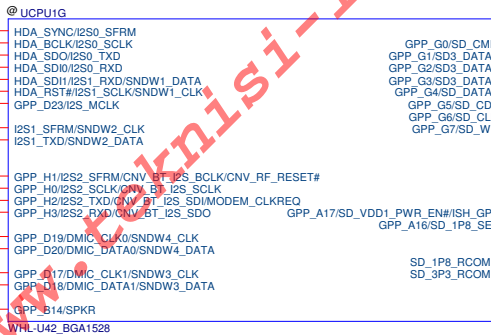 @ UCPU1G
HDA_SYNC/I2S0_SFRM
HDA_BCLK/I2S0_SCLK
HDA_SDO/I2S0_TXD
HDA_SDI0/I2S0_RXD
HDA_SDI1/I2S1_RXD/SNDW1_DATA
HDA_RST#/I2S1_SCLK/SNDW1_CLK
GPP_D23/I2S_MCLK
I2S1_SFRM/SNDW2_CLK
I2S1_TXD/SNDW2_DATA
GPP_H1/I2S2_SFRM/CNV_BT_I2S_BCLK/CNV_RF_RESET#
GPP_H0/I2S2_SCLK/CNV_BT_I2S_SCLK
GPP_H2/I2S2_TXD/CNV_BT_I2S_SDI/MODEM_CLKREQ
GPP_H3/I2S2_RXD/CNV_BT_I2S_SDO
GPP_D19/DMIC_CLK0/SNDW4_CLK
GPP_D20/DMIC_DATA0/SNDW4_DATA
GPP_D17/DMIC_CLK1/SNDW3_CLK
GPP_D18/DMIC_DATA1/SNDW3_DATA
GPP_B14/SPKR
GPP_G0/SD_CM
GPP_G1/SD3_DATA
GPP_G2/SD3_DATA
GPP_G3/SD3_DATA
GPP_G4/SD3_DATA
GPP_G5/SD_CD
GPP_G6/SD_CL
GPP_G7/SD_W
GPP_A17/SD_VDD1_PWR_EN#/ISH_GP
GPP_A16/SD_1P8_SE
SD_1P8_RCOM
SD_3P3_RCOM
WHL-U42_BGA1528
www.teknisi-i